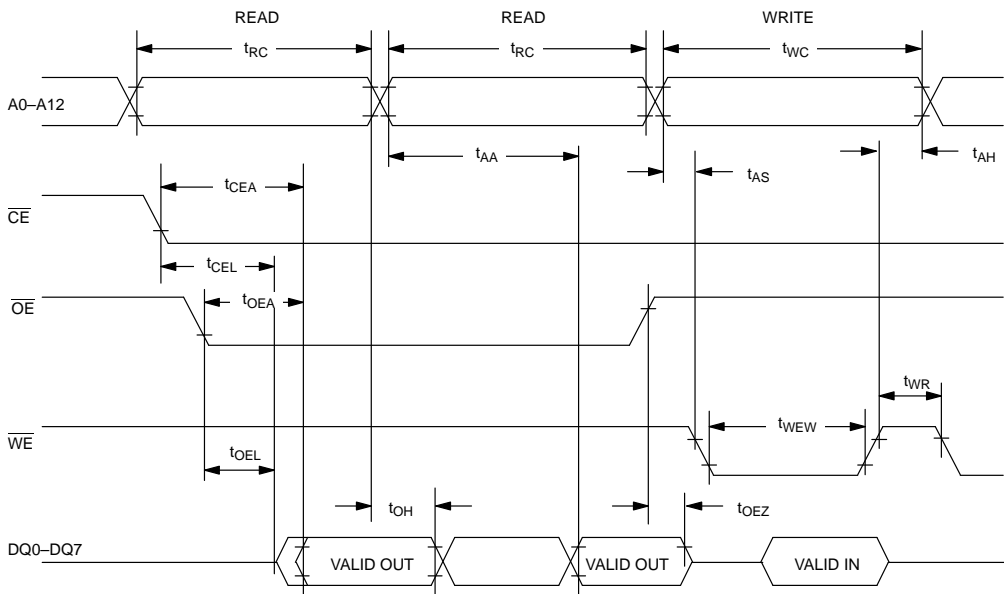 READ READ WRITE
tRC tRC tWC
A0–A12
tAA tAH
tCEA tAS
CE
tCEL
OE tOEA
tWR
WE tWEW
tOEL
tOH tOEZ
DQ0–DQ7 VALID OUT VALID OUT VALID IN